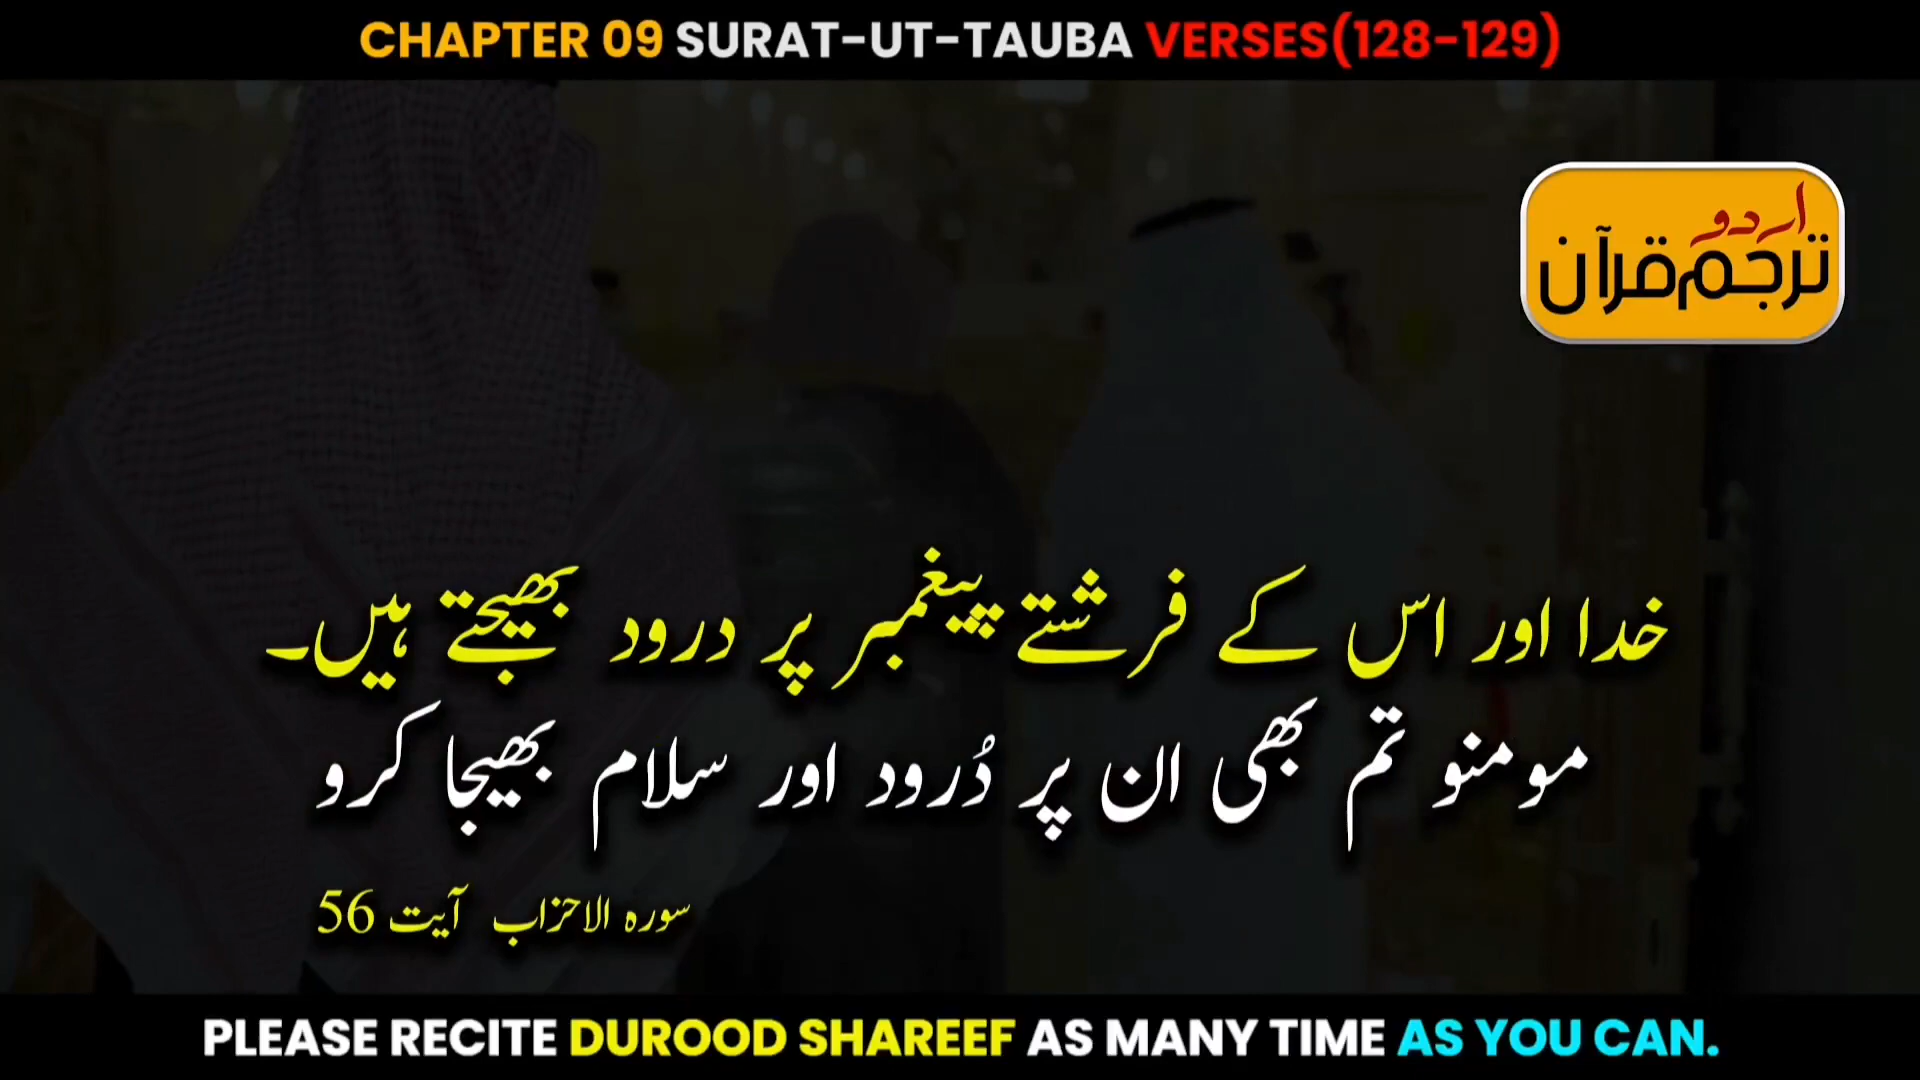 CHAPTER 09 SURAT-UT-TAUBA VERSES(128-129)
اردو
ترجمہ قرآن
خدا اور اس کے فرشتے پیغمبر پر درود بھیجتے ہیں۔
مومنو تم بھی ان پر دُرود اور سلام بھیجا کرو
سورہ الاحزاب آیت 56
PLEASE RECITE DUROOD SHAREEF AS MANY TIME AS YOU CAN.